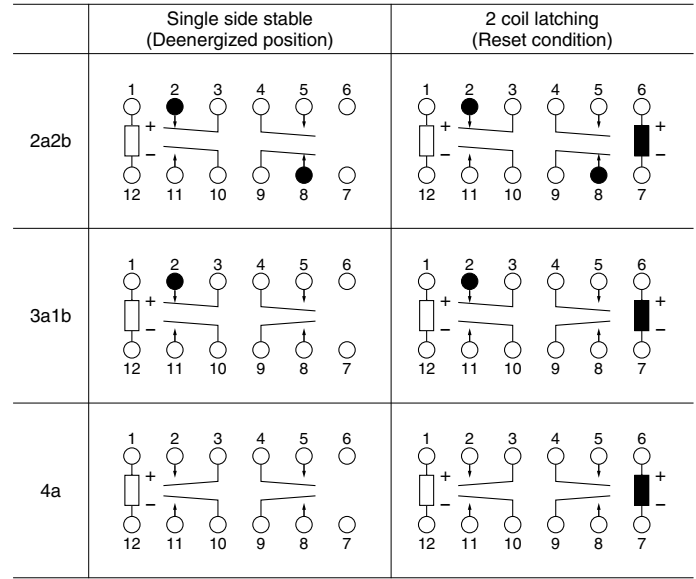 Single side stable
(Deenergized position)
2 coil latching
(Reset condition)
2a2b
1 2 3 4 5 6
+
−
12 11 10 9 8 7
1 2 3 4 5 6
+ +
− −
12 11 10 9 8 7
3a1b
1 2 3 4 5 6
+
−
12 11 10 9 8 7
1 2 3 4 5 6
+ +
− −
12 11 10 9 8 7
4a
1 2 3 4 5 6
+
−
12 11 10 9 8 7
1 2 3 4 5 6
+ +
− −
12 11 10 9 8 7